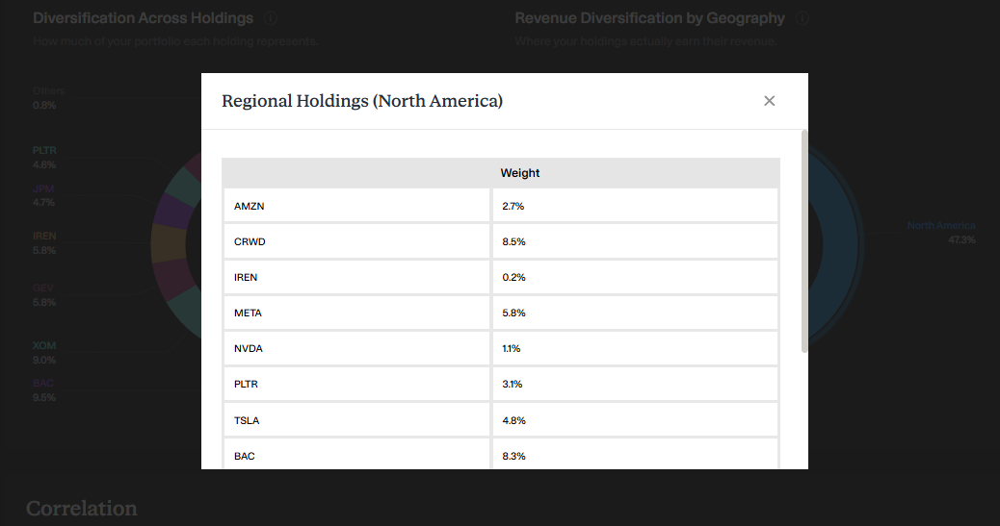 Diversification Across Holdings
How much of your portfolio each holding represents.
Revenue Diversification by Geography
Where your holdings actually earn their revenue.
Others
0.8%
PLTR
4.6%
JPM
4.7%
IREN
5.8%
GEV
5.8%
XOM
9.0%
BAC
9.5%
Regional Holdings (North America)
Weight
AMZN 2.7%
CRWD 8.5%
IREN 0.2%
META 5.8%
NVDA 1.1%
PLTR 3.1%
TSLA 4.8%
BAC 8.3%
North America
47.3%
Correlation